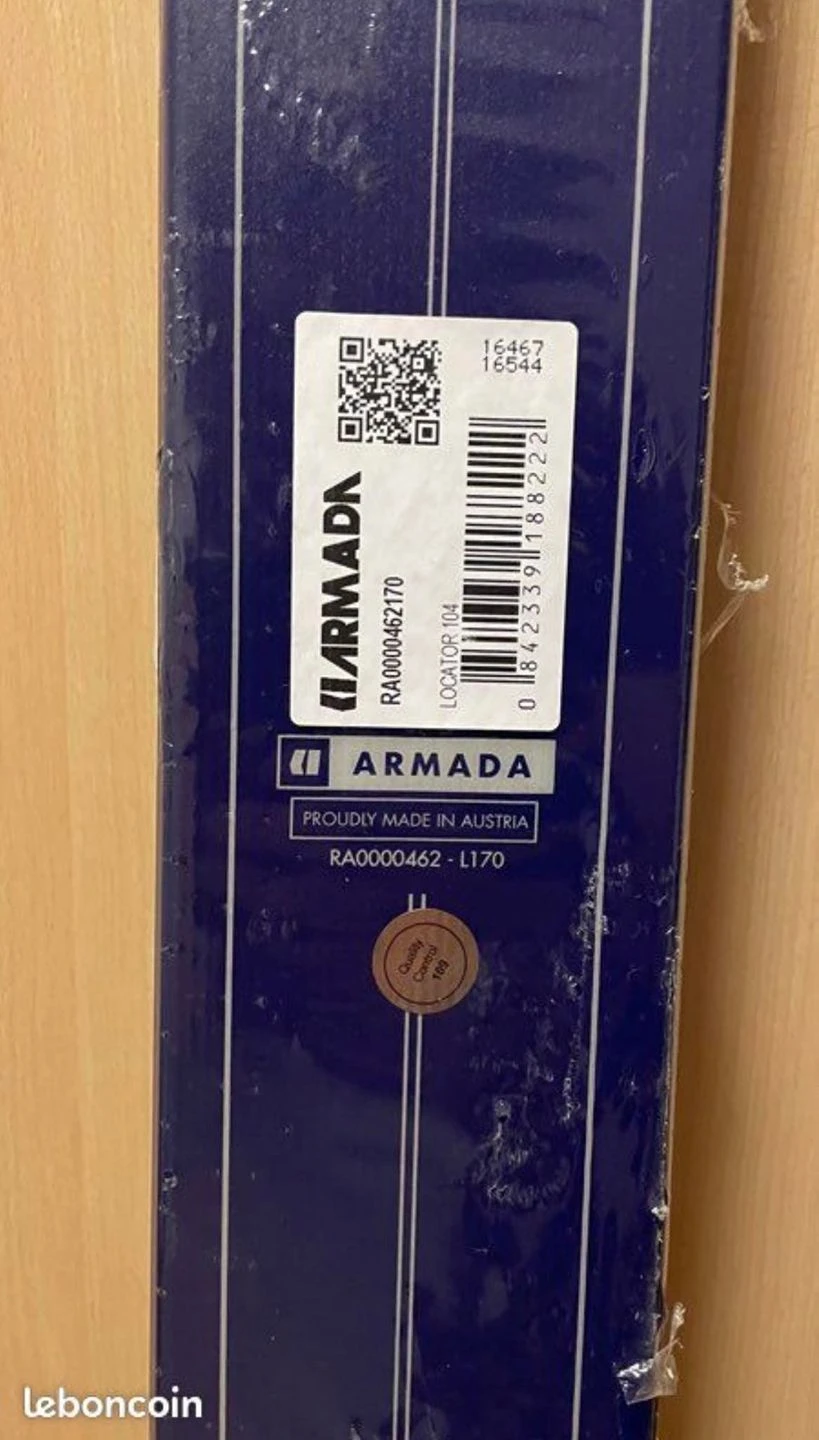 16467
16544
ARMADA
RA0000462170
LOCATOR 104
0 842339 188222
ARMADA
PROUDLY MADE IN AUSTRIA
RA0000462 - L170
Quality
Control
169
leboncoin